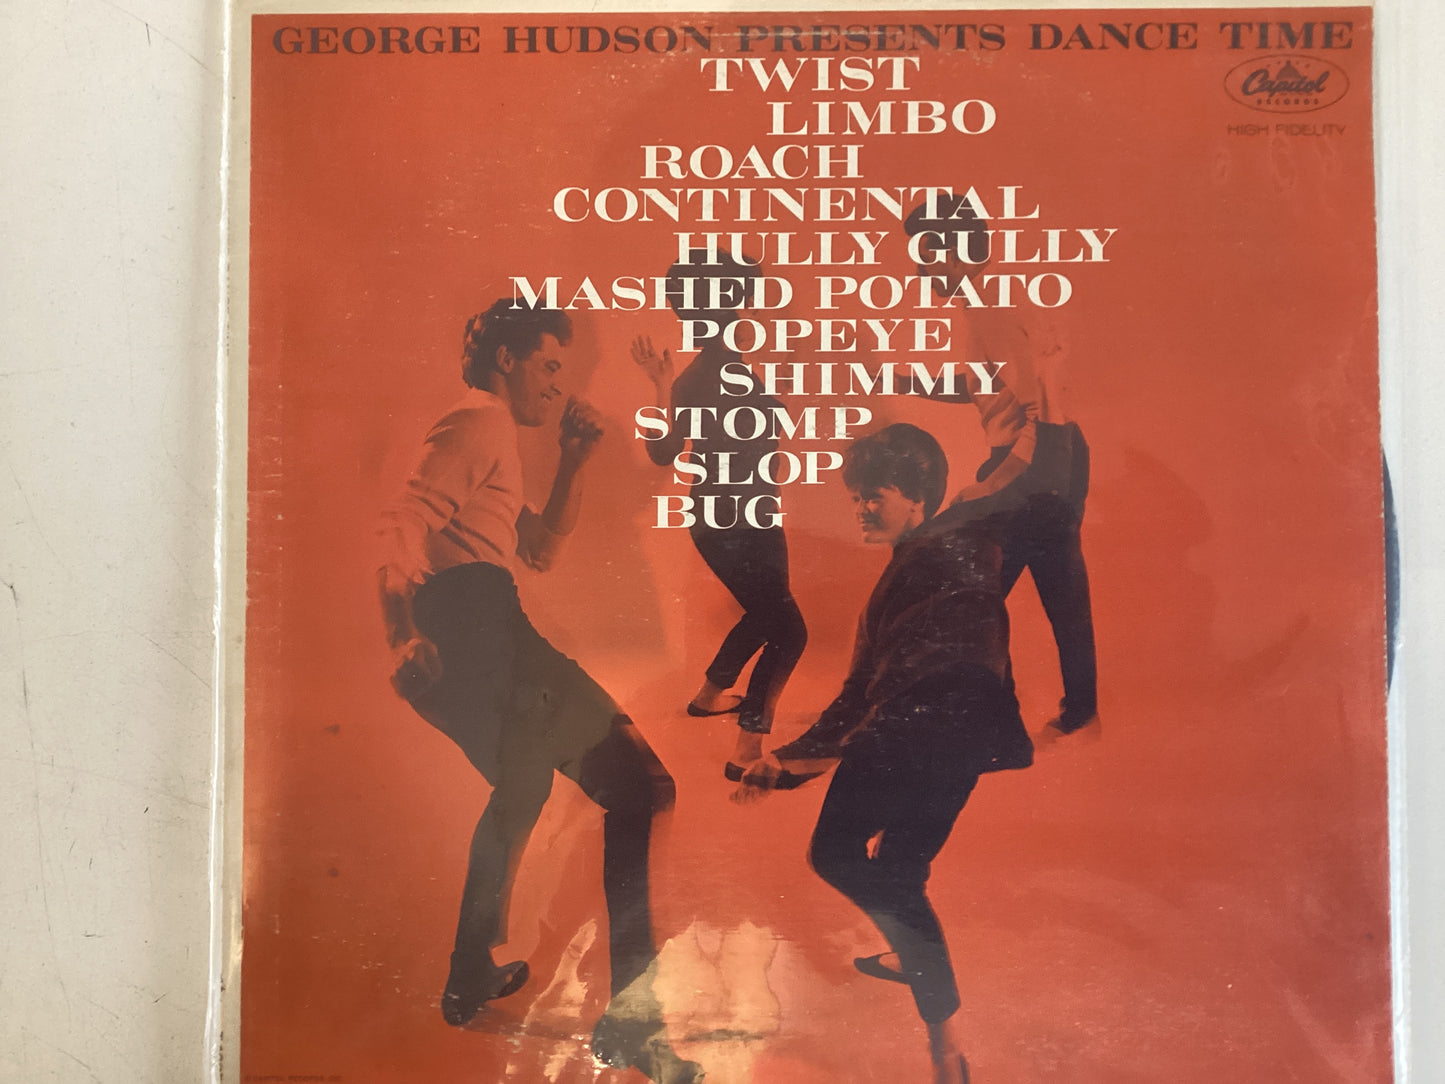 GEORGE HUDSON PRESENTS DANCE TIME
TWIST
LIMBO
ROACH
CONTINENTAL
HULLY GULLY
MASHED POTATO
POPEYE
SHIMMY
STOMP
SLOP
BUG
Capitol
RECORDS
HIGH FIDELITY